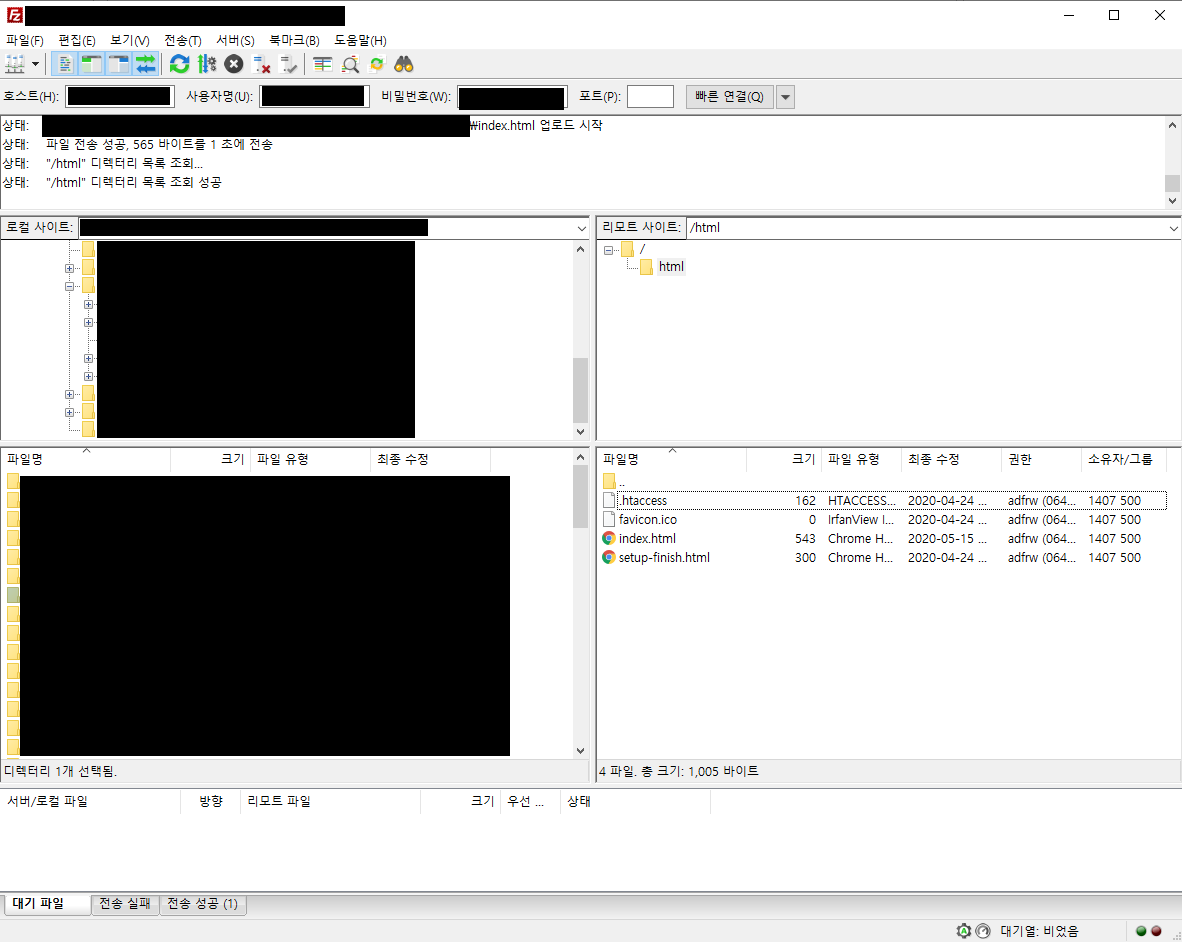 파일(F) 편집(E) 보기(V) 전송(T) 서버(S) 북마크(B) 도움말(H)
호스트(H): 사용자명(U): 비밀번호(W): 포트(P): 빠른 연결(Q)
상태: ₩index.html 업로드 시작
상태: 파일 전송 성공, 565 바이트를 1 초에 전송
상태: "/html" 디렉터리 목록 조회...
상태: "/html" 디렉터리 목록 조회 성공
로컬 사이트:
리모트 사이트: /html
/
html
파일명 크기 파일 유형 최종 수정
디렉터리 1개 선택됨.
파일명 크기 파일 유형 최종 수정 권한 소유자/그룹
..
.htaccess 162 HTACCESS... 2020-04-24 ... adfrw (064... 1407 500
favicon.ico 0 IrfanView I... 2020-04-24 ... adfrw (064... 1407 500
index.html 543 Chrome H... 2020-05-15 ... adfrw (064... 1407 500
setup-finish.html 300 Chrome H... 2020-04-24 ... adfrw (064... 1407 500
4 파일. 총 크기: 1,005 바이트
서버/로컬 파일 방향 리모트 파일 크기 우선 ... 상태
대기 파일 전송 실패 전송 성공 (1)
대기열: 비었음